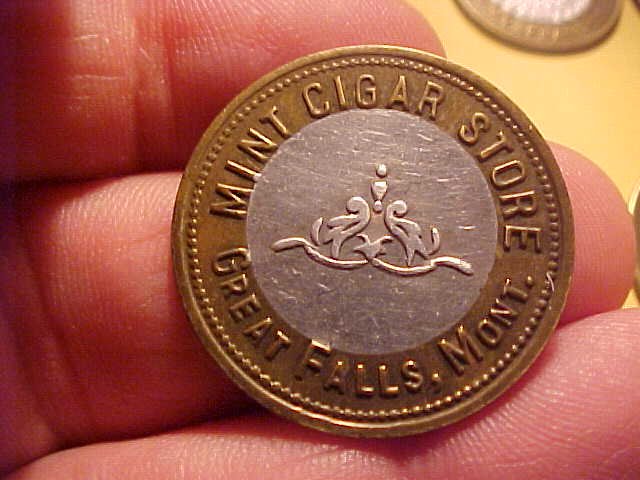 MINT CIGAR STORE
GREAT FALLS, MONT.